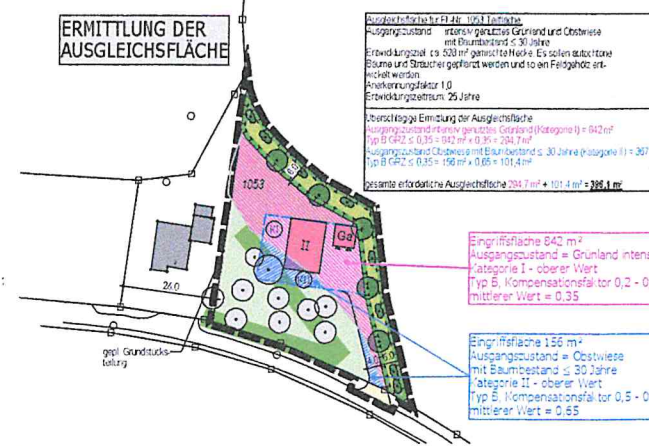 ERMITTLUNG DER
AUSGLEICHSFLÄCHE
Ausgleichsfläche für Fl.-Nr. 1053 Teilfläche
Ausgangszustand intensiv genutztes Grünland und Obstwiese
mit Baumbestand ≤ 30 Jahre
Entwicklungsziel: ca. 528 m² gemischte Hecke. Es sollen autochtone
Bäume und Sträucher gepflanzt werden und so ein Feldgehölz ent-
wickelt werden.
Anerkennungsfaktor 1,0
Entwicklungszeitraum: 25 Jahre
Überschlägige Ermittlung der Ausgleichsfläche
Ausgangszustand intensiv genutztes Grünland (Kategorie I) = 842 m²
Typ B GRZ ≤ 0,35 = 842 m² x 0,35 = 294,7 m²
Ausgangszustand Obstwiese mit Baumbestand ≤ 30 Jahre (Kategorie II) = 367
Typ B GRZ ≤ 0,35 = 156 m² x 0,65 = 101,4 m²
gesamte erforderliche Ausgleichsfläche 294,7 m² + 101,4 m² = 396,1 m²
1053
II
Ga
Eingriffsfläche 842 m²
Ausgangszustand = Grünland intens
Kategorie I - oberer Wert
Typ B, Kompensationsfaktor 0,2 - 0
mittlerer Wert = 0,35
26,0
Eingriffsfläche 156 m²
Ausgangszustand = Obstwiese
mit Baumbestand ≤ 30 Jahre
Kategorie II - oberer Wert
Typ B, Kompensationsfaktor 0,5 - 0
mittlerer Wert = 0,65
gepl. Grundstücks-
teilung